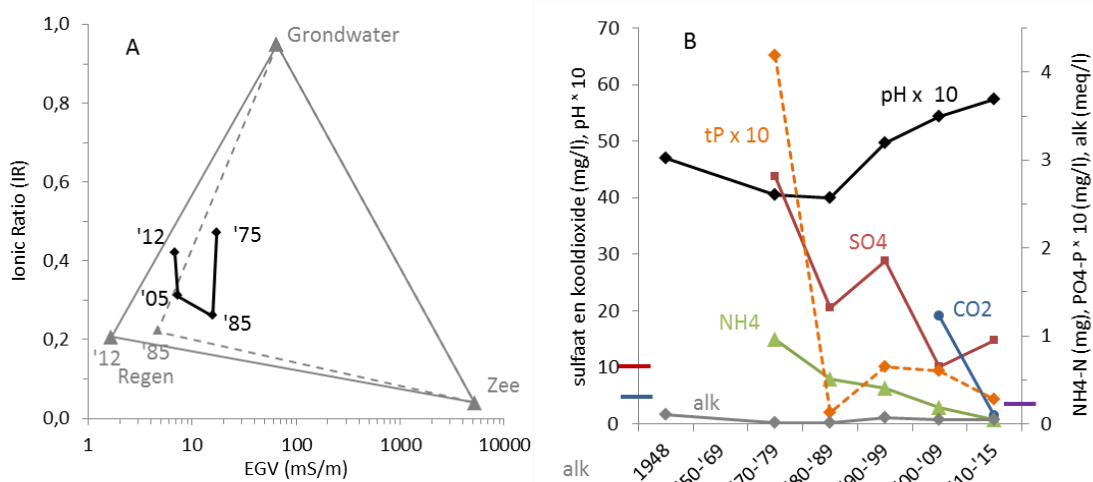 A
Ionic Ratio (IR)
1,0
0,8
0,6
0,4
0,2
0,0
Grondwater
'12
'75
'05
'85
'12
'85
Regen
Zee
1
10
100
1000
10000
EGV (mS/m)
B
sulfaat en kooldioxide (mg/l), pH * 10
70
60
50
40
30
20
10
0
pH x 10
tP x 10
SO4
NH4
CO2
alk
4
3
2
1
0
NH4-N (mg), PO4-P * 10 (mg/l), alk (meq/l)
alk
1948
50-'69
70-'79
80-'89
90-'99
00-'09
10-'15